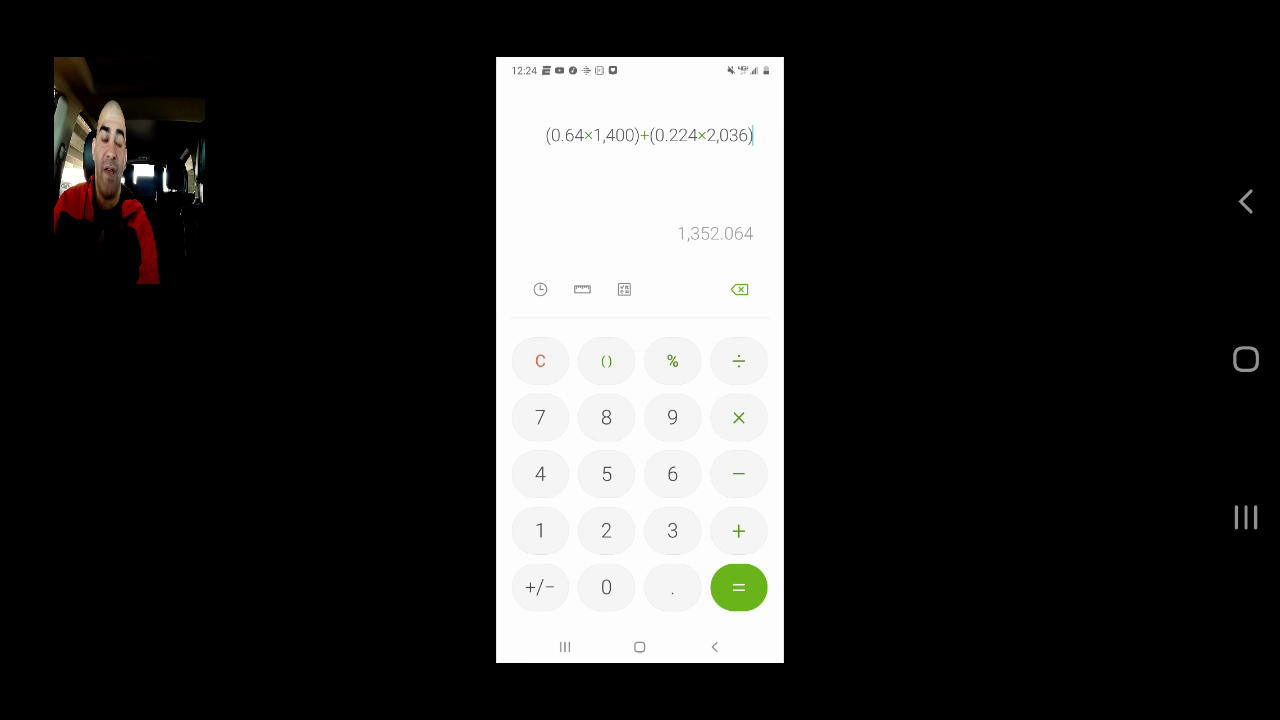 12:24
(0.64×1,400)+(0.224×2,036)
1,352.064
C ( ) % ÷
7 8 9 ×
4 5 6 −
1 2 3 +
+/− 0 . =